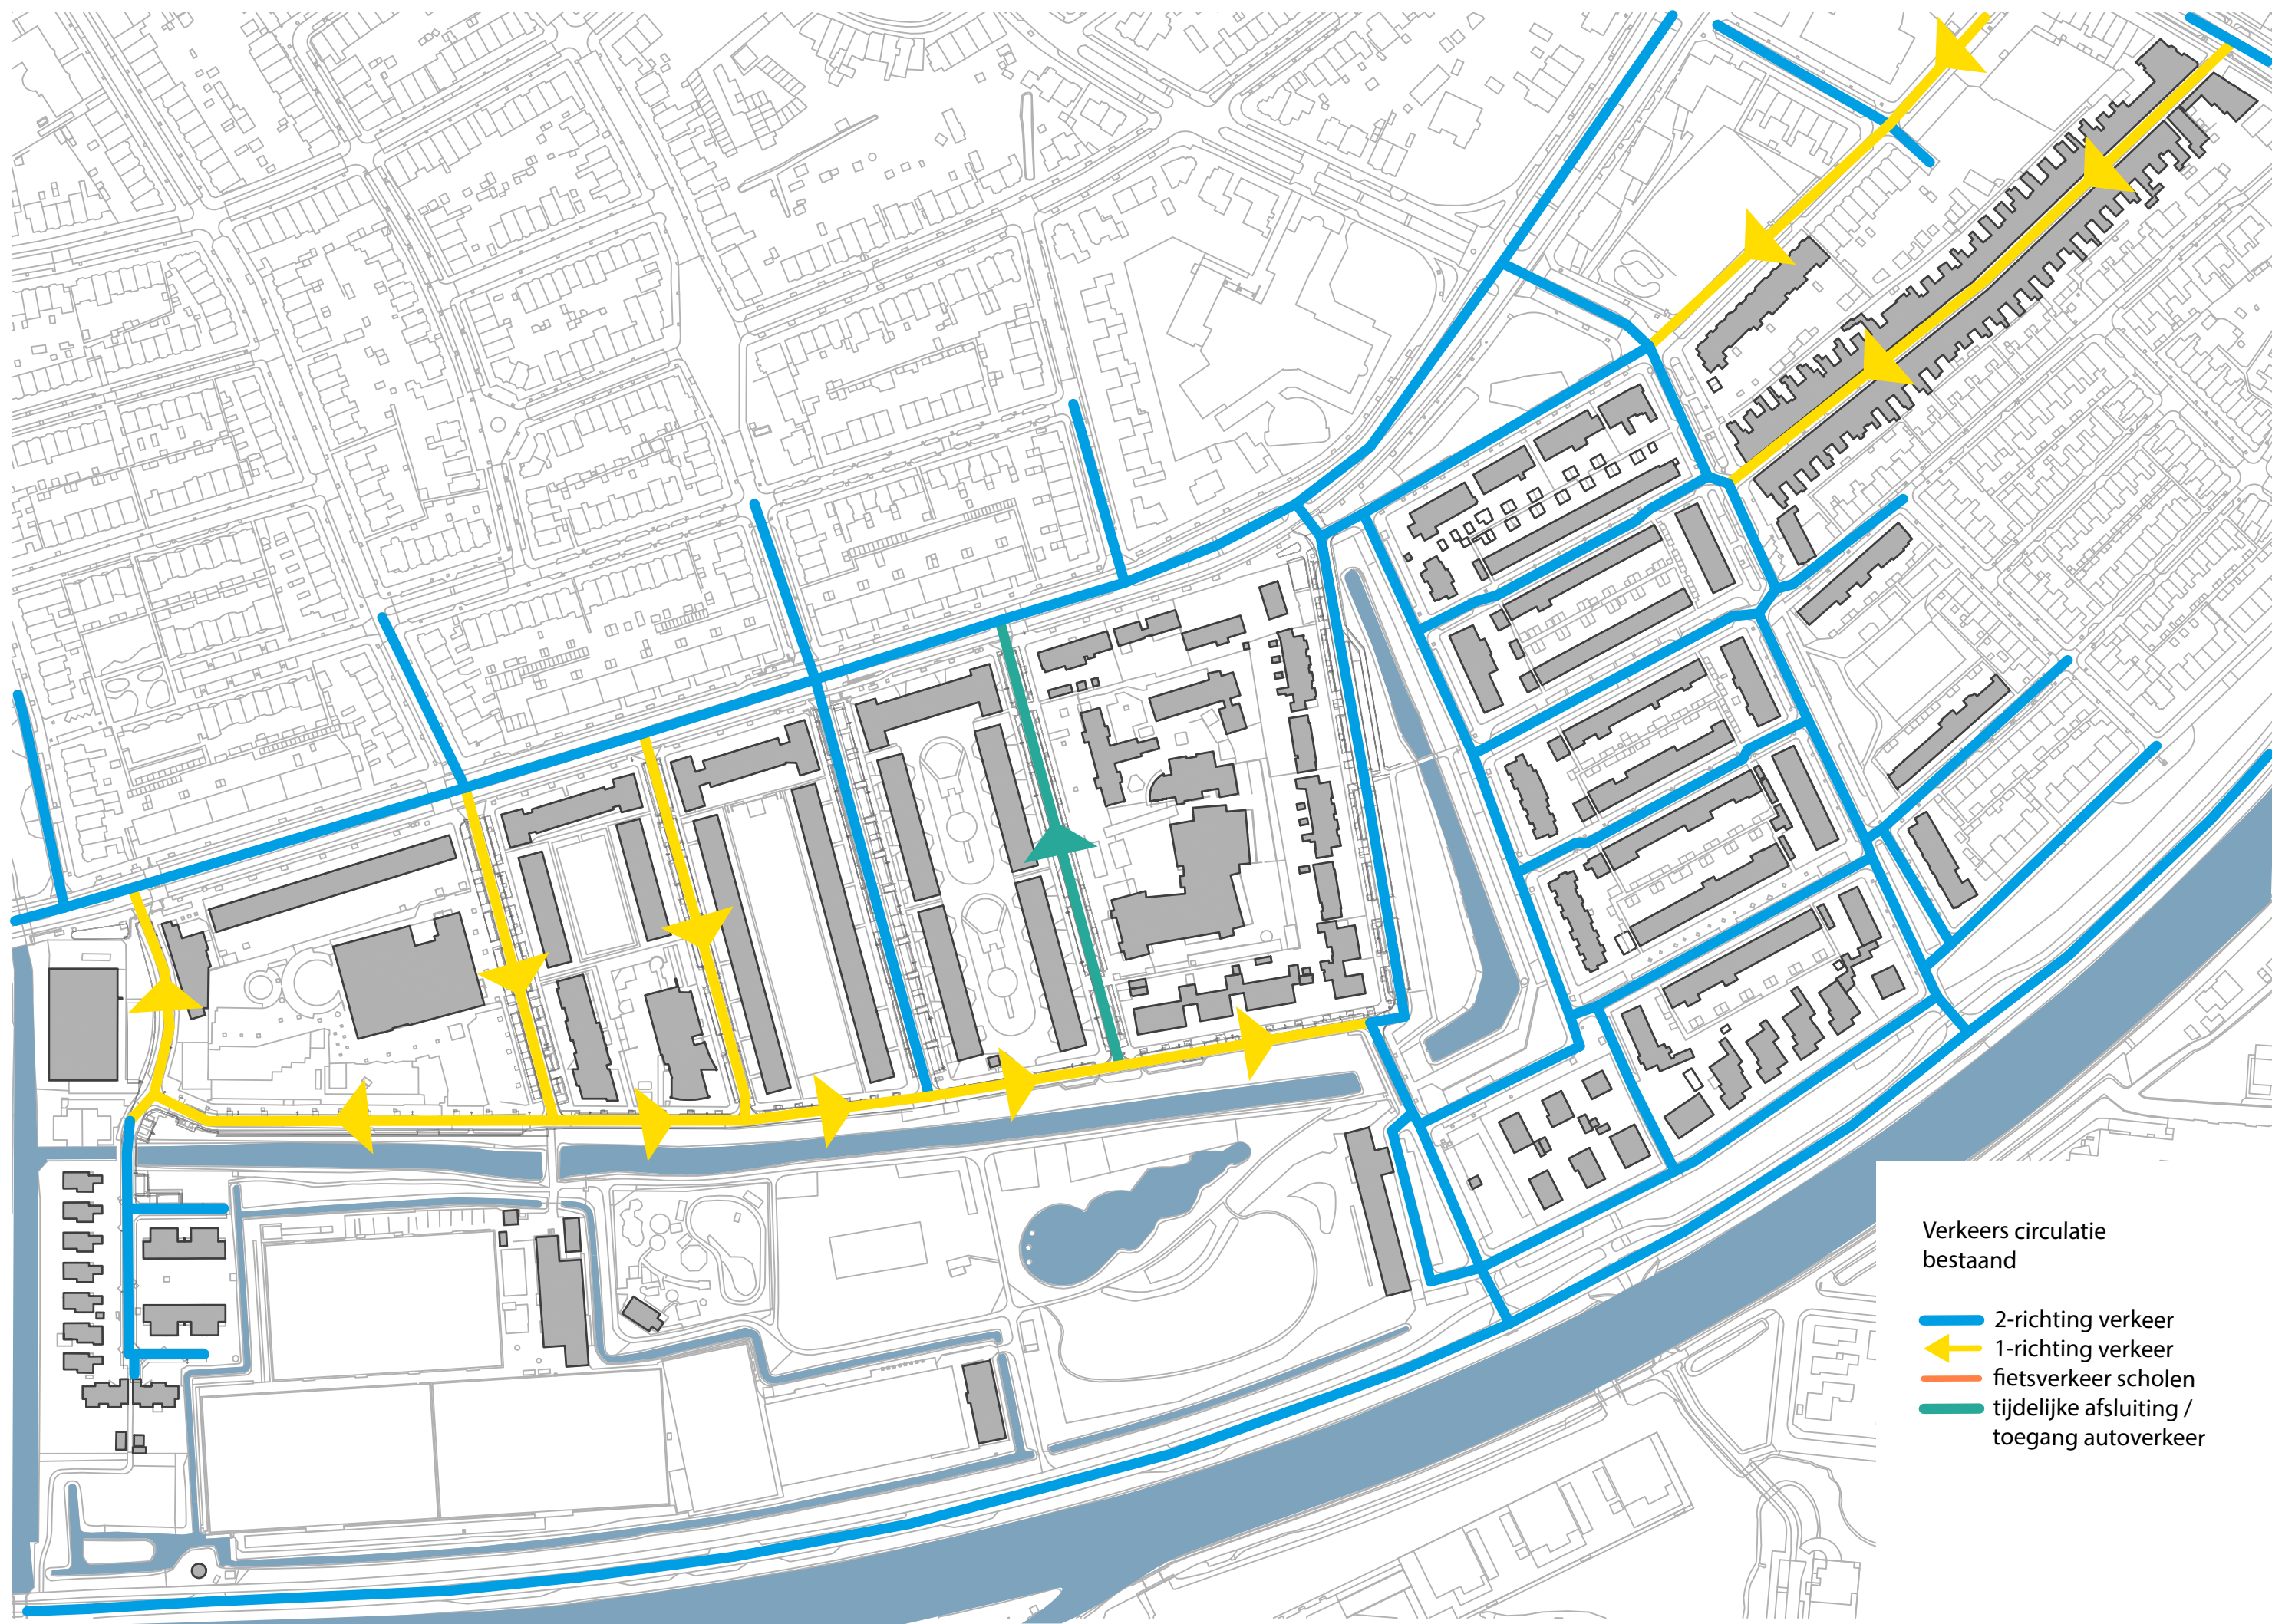 Verkeers circulatie
bestaand
2-richting verkeer
1-richting verkeer
fietsverkeer scholen
tijdelijke afsluiting /
toegang autoverkeer